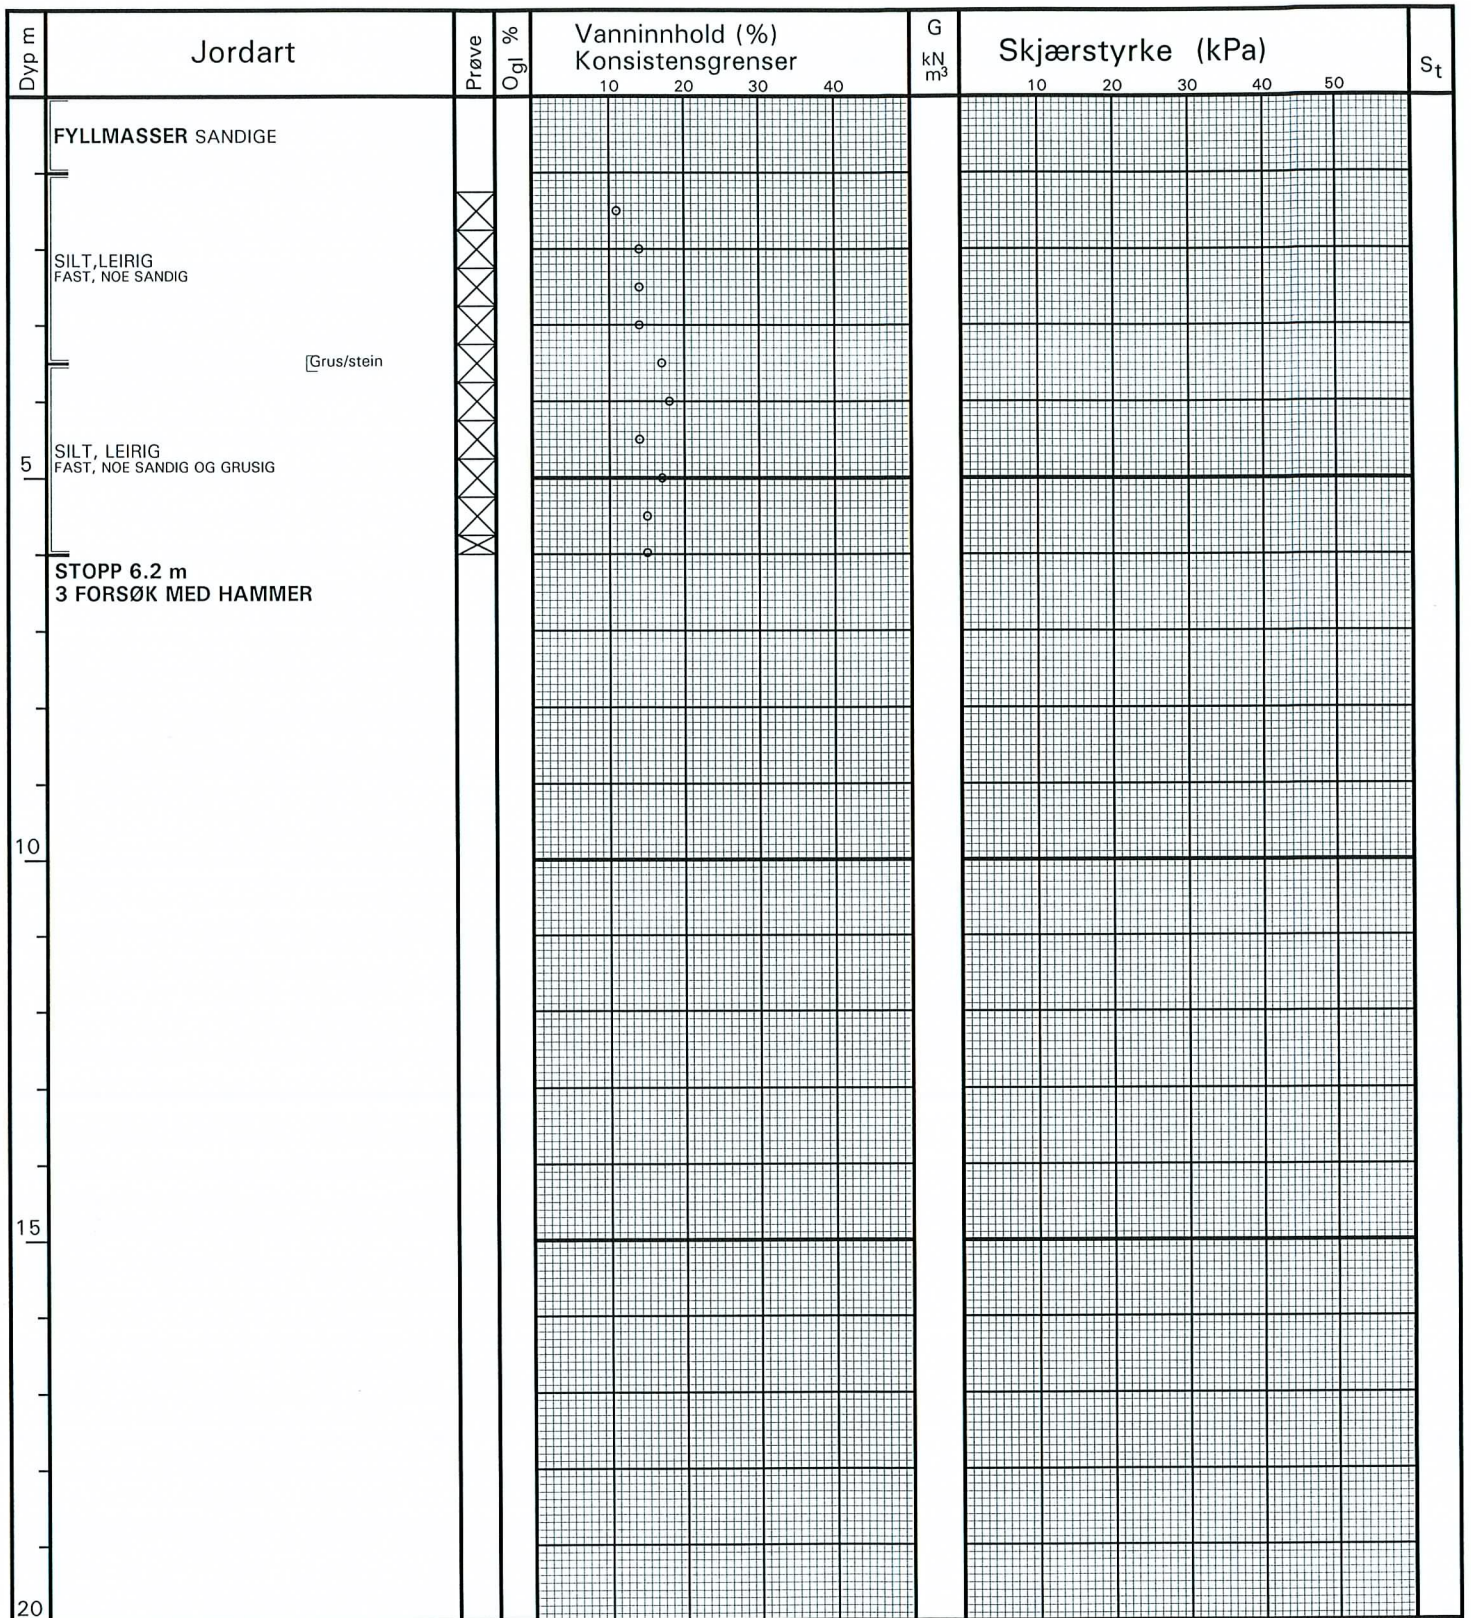 Dyp m
Jordart
Prøve
Ogl %
Vanninnhold (%)
Konsistensgrenser
10 20 30 40
G
kN
m³
Skjærstyrke (kPa)
10 20 30 40 50
St
FYLLMASSER SANDIGE
SILT,LEIRIG
FAST, NOE SANDIG
Grus/stein
SILT, LEIRIG
5
FAST, NOE SANDIG OG GRUSIG
STOPP 6.2 m
3 FORSØK MED HAMMER
10
15
20